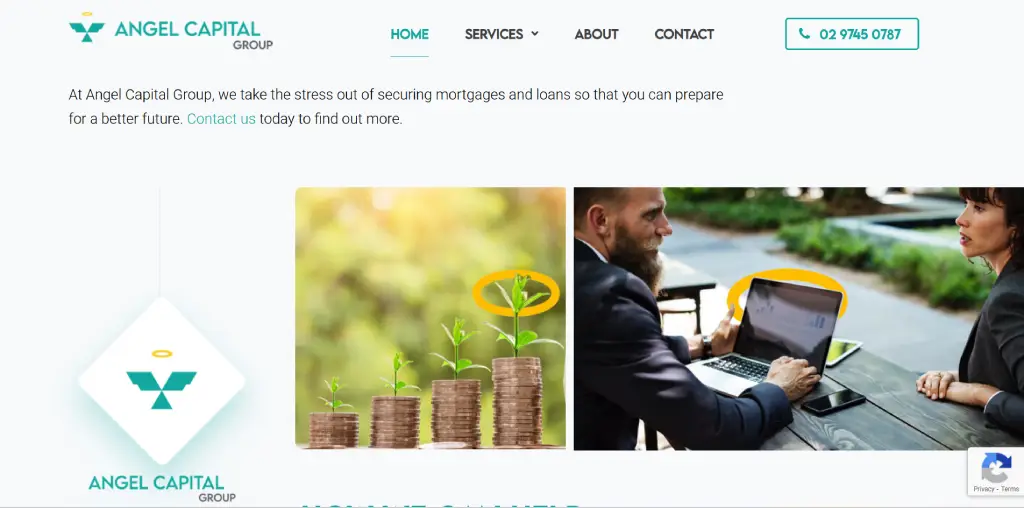 ANGEL CAPITAL
GROUP
HOME
SERVICES
ABOUT
CONTACT
02 9745 0787
At Angel Capital Group, we take the stress out of securing mortgages and loans so that you can prepare
for a better future. Contact us today to find out more.
ANGEL CAPITAL
GROUP
Privacy - Terms